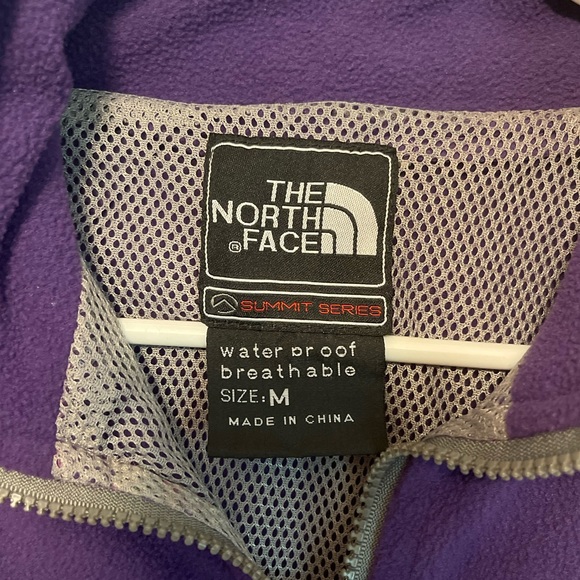 THE
NORTH
FACE
®
SUMMIT SERIES
water proof
breathable
SIZE: M
MADE IN CHINA